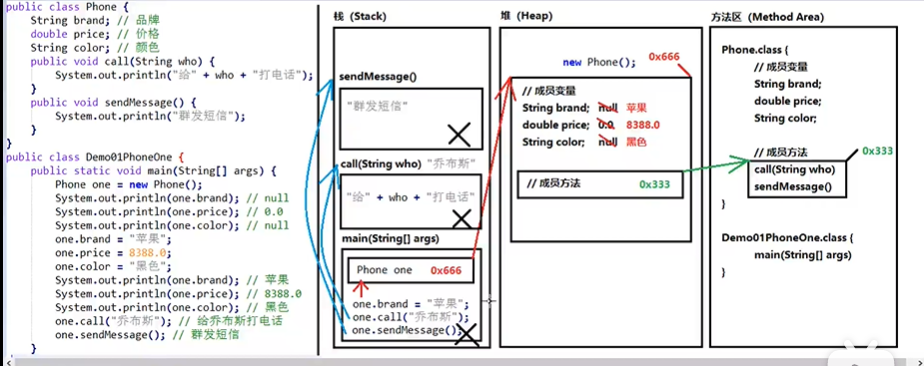 public class Phone {
String brand; // 品牌
double price; // 价格
String color; // 颜色
public void call(String who) {
System.out.println("给" + who + "打电话");
}
public void sendMessage() {
System.out.println("群发短信");
}
}
public class Demo01PhoneOne {
public static void main(String[] args) {
Phone one = new Phone();
System.out.println(one.brand); // null
System.out.println(one.price); // 0.0
System.out.println(one.color); // null
one.brand = "苹果";
one.price = 8388.0;
one.color = "黑色";
System.out.println(one.brand); // 苹果
System.out.println(one.price); // 8388.0
System.out.println(one.color); // 黑色
one.call("乔布斯"); // 给乔布斯打电话
one.sendMessage(); // 群发短信
}
栈（Stack）
sendMessage()
"群发短信"
call(String who) "乔布斯"
"给" + who + "打电话"
main(String[] args)
Phone one 0x666
one.brand = "苹果";
one.call("乔布斯");
one.sendMessage();
堆（Heap）
new Phone(); 0x666
// 成员变量
String brand; null 苹果
double price; 0.0 8388.0
String color; null 黑色
// 成员方法 0x333
方法区（Method Area）
Phone.class {
// 成员变量
String brand;
double price;
String color;
// 成员方法 0x333
call(String who)
sendMessage()
}
Demo01PhoneOne.class {
main(String[] args)
}